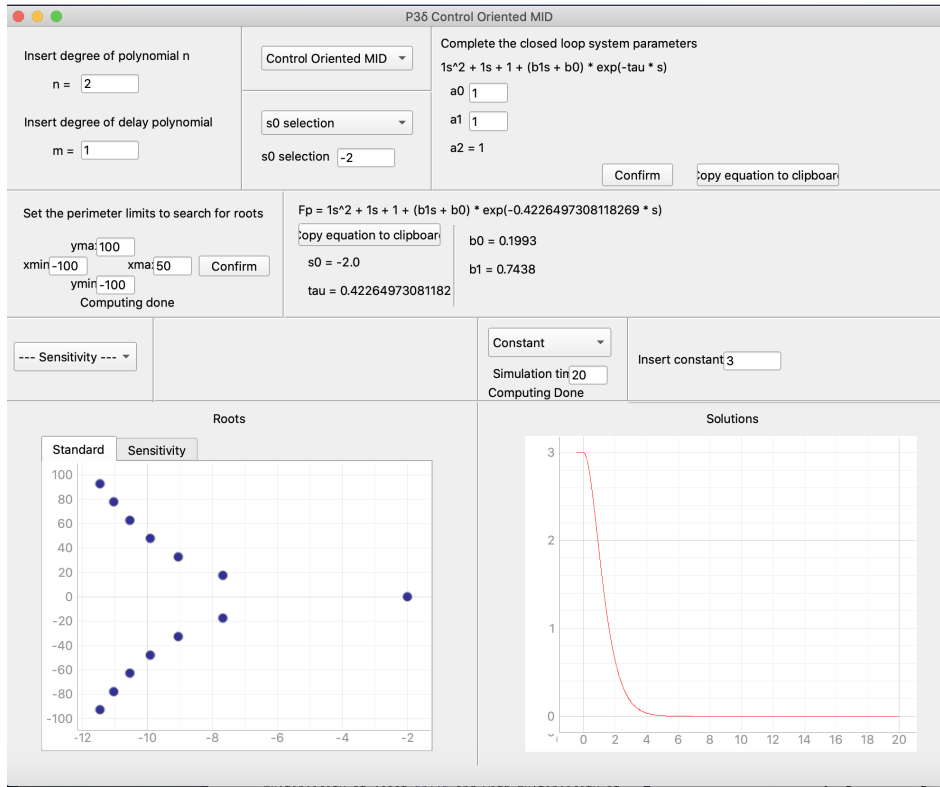 P3δ Control Oriented MID
Insert degree of polynomial n
n = 2
Insert degree of delay polynomial
m = 1
Control Oriented MID
s0 selection
s0 selection -2
Complete the closed loop system parameters
1s^2 + 1s + 1 + (b1s + b0) * exp(-tau * s)
a0 1
a1 1
a2 = 1
Confirm
Copy equation to clipboar
Set the perimeter limits to search for roots
yma: 100
xmin -100
xma: 50
Confirm
ymin -100
Computing done
Fp = 1s^2 + 1s + 1 + (b1s + b0) * exp(-0.4226497308118269 * s)
Copy equation to clipboar
s0 = -2.0
tau = 0.42264973081182
b0 = 0.1993
b1 = 0.7438
--- Sensitivity ---
Constant
Simulation tin 20
Computing Done
Insert constant 3
Roots
Standard
Sensitivity
100
80
60
40
20
0
-20
-40
-60
-80
-100
-12 -10 -8 -6 -4 -2
Solutions
3
2
1
0
0 2 4 6 8 10 12 14 16 18 20